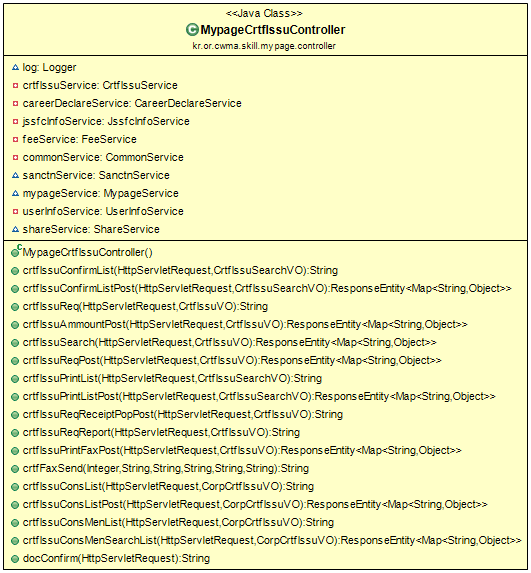 <<Java Class>>
MypageCrtfIssuController
kr.or.cwma.skill.mypage.controller
log: Logger
crtfIssuService: CrtfIssuService
careerDeclareService: CareerDeclareService
jssfcInfoService: JssfcInfoService
feeService: FeeService
commonService: CommonService
sanctnService: SanctnService
mypageService: MypageService
userInfoService: UserInfoService
shareService: ShareService
MypageCrtfIssuController()
crtfIssuConfirmList(HttpServletRequest,CrtfIssuSearchVO):String
crtfIssuConfirmListPost(HttpServletRequest,CrtfIssuSearchVO):ResponseEntity<Map<String,Object>>
crtfIssuReq(HttpServletRequest,CrtfIssuVO):String
crtfIssuAmmountPost(HttpServletRequest,CrtfIssuVO):ResponseEntity<Map<String,Object>>
crtfIssuSearch(HttpServletRequest,CrtfIssuVO):ResponseEntity<Map<String,Object>>
crtfIssuReqPost(HttpServletRequest,CrtfIssuVO):ResponseEntity<Map<String,Object>>
crtfIssuPrintList(HttpServletRequest,CrtfIssuSearchVO):String
crtfIssuPrintListPost(HttpServletRequest,CrtfIssuSearchVO):ResponseEntity<Map<String,Object>>
crtfIssuReqReceiptPopPost(HttpServletRequest,CrtfIssuVO):String
crtfIssuReqReport(HttpServletRequest,CrtfIssuVO):String
crtfIssuPrintFaxPost(HttpServletRequest,CrtfIssuVO):ResponseEntity<Map<String,Object>>
crtfFaxSend(Integer,String,String,String,String,String):String
crtfIssuConsList(HttpServletRequest,CorpCrtfIssuVO):String
crtfIssuConsListPost(HttpServletRequest,CorpCrtfIssuVO):ResponseEntity<Map<String,Object>>
crtfIssuConsMenList(HttpServletRequest,CorpCrtfIssuVO):String
crtfIssuConsMenSearchList(HttpServletRequest,CorpCrtfIssuVO):ResponseEntity<Map<String,Object>>
docConfirm(HttpServletRequest):String